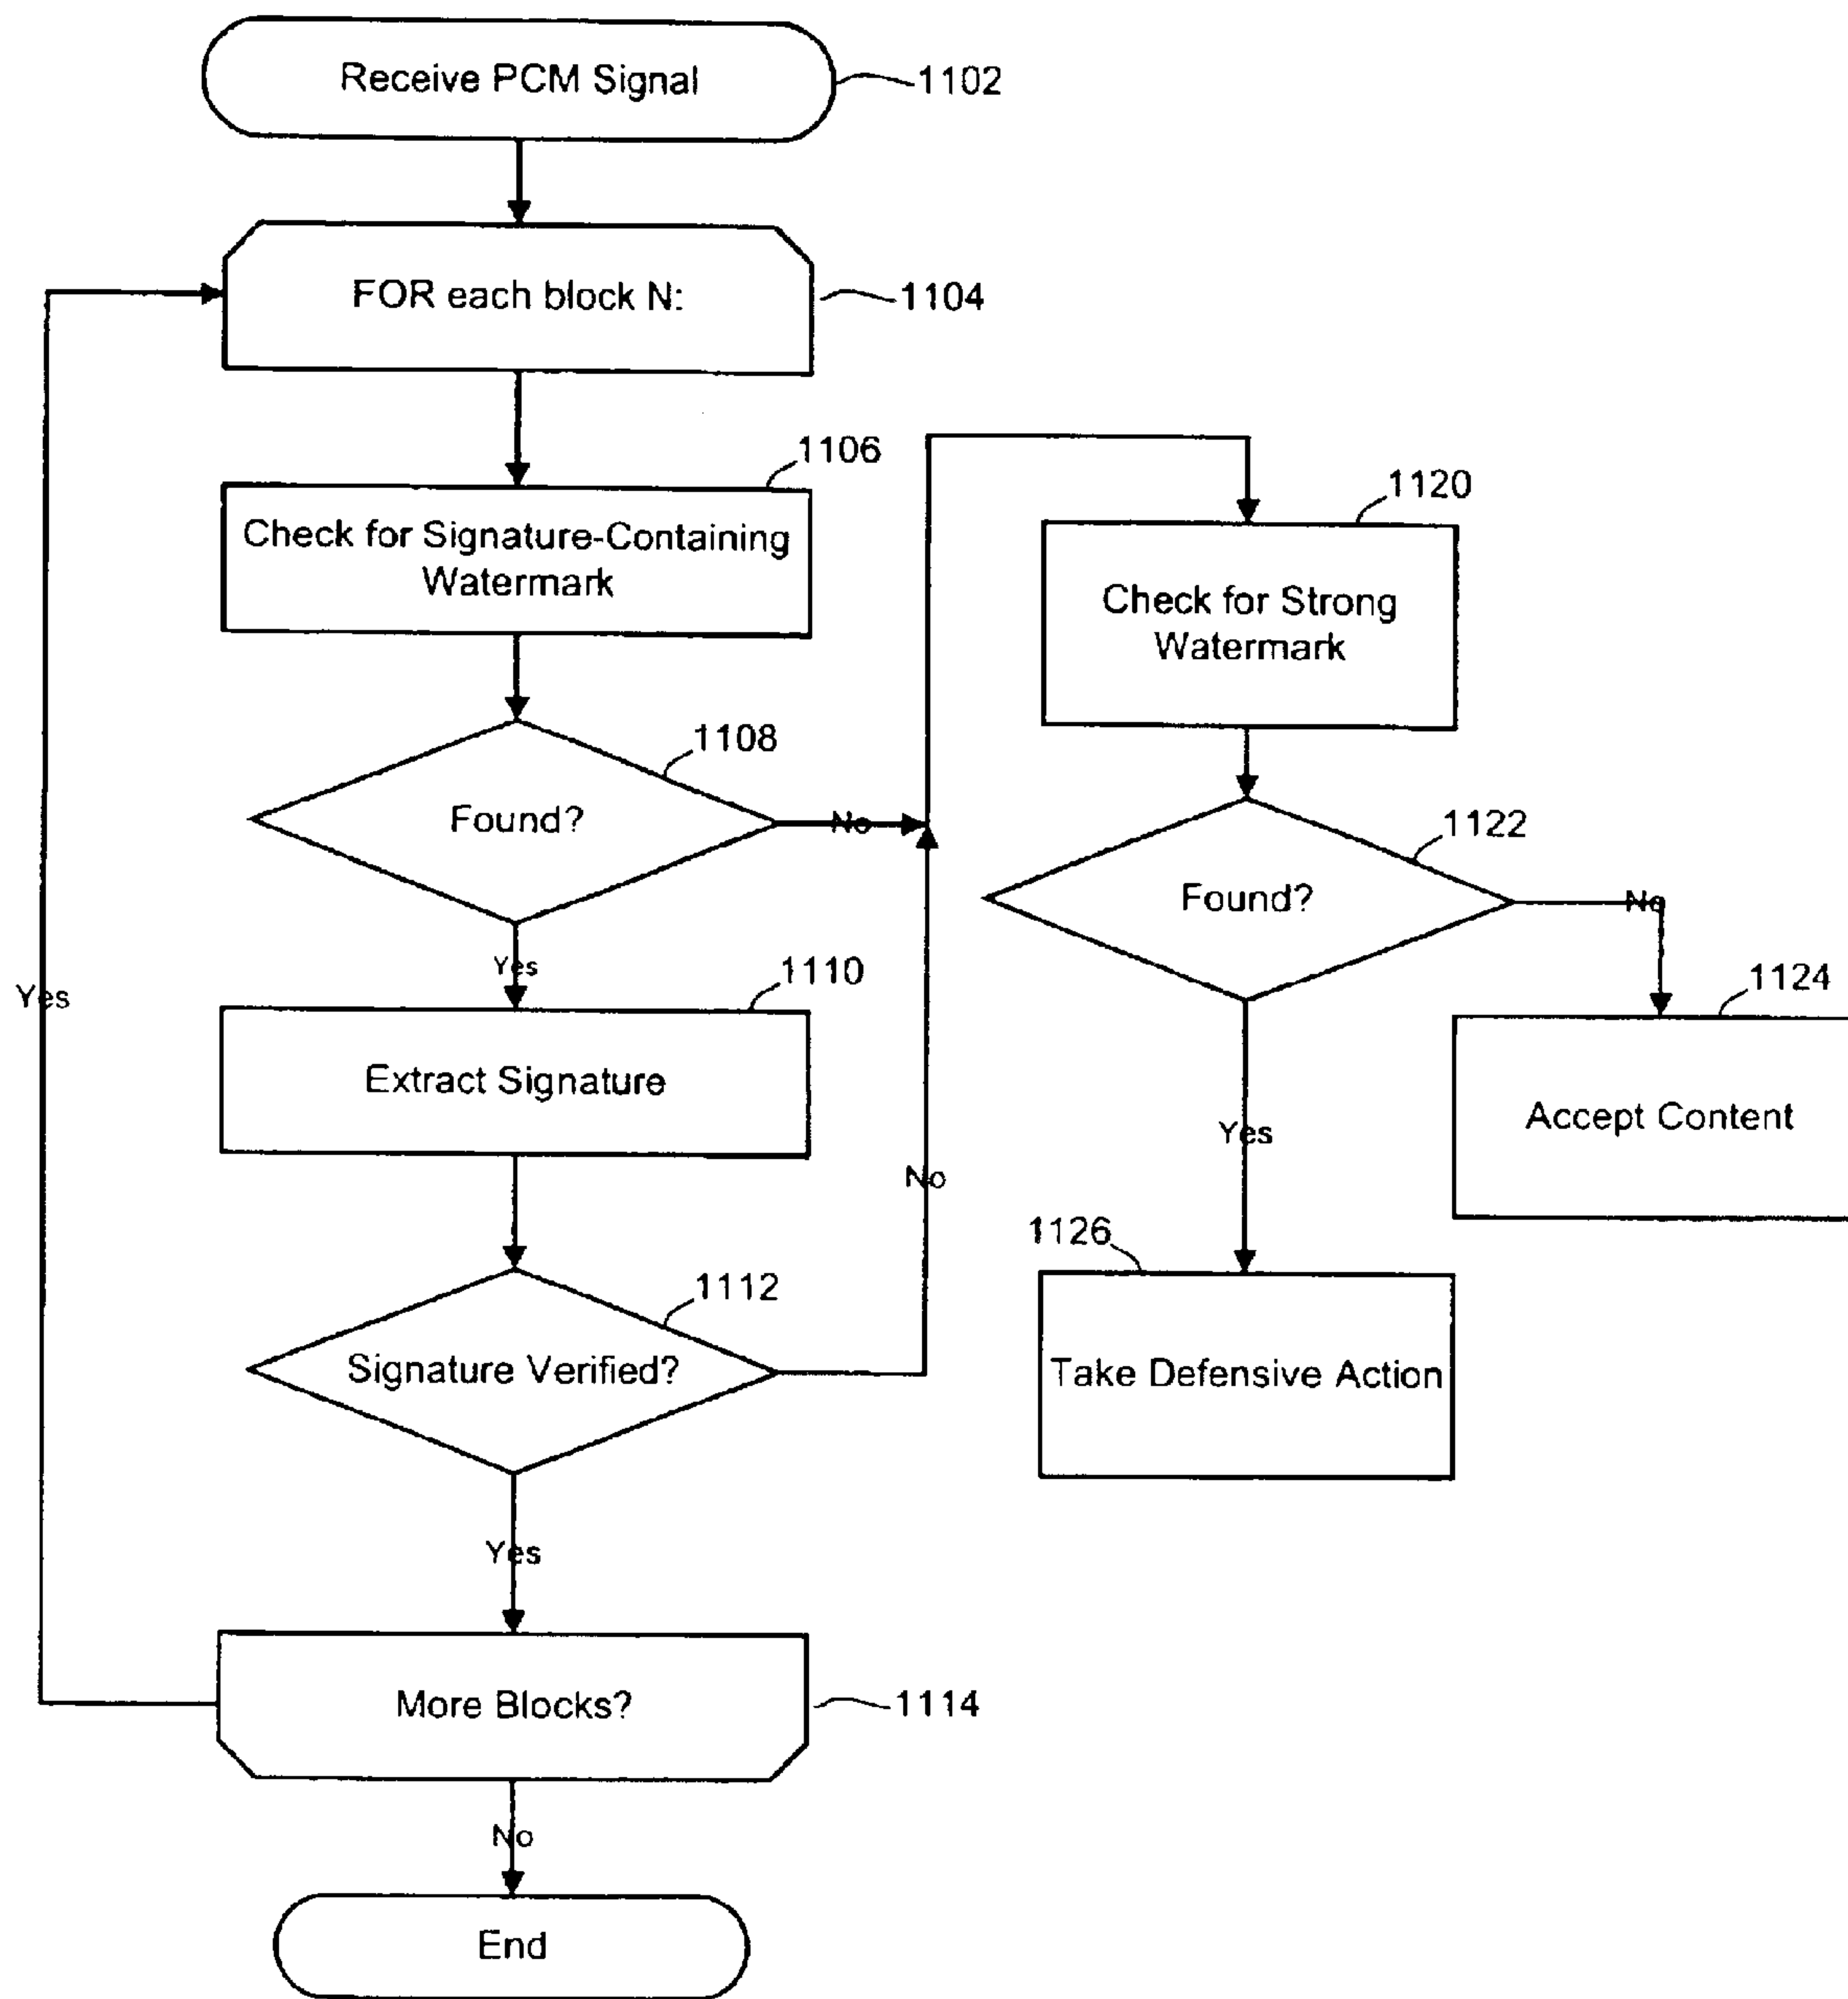 Receive PCM Signal
1102
FOR each block N:
1104
1106
Check for Signature-Containing
Watermark
1108
Found?
No
Yes
1110
Extract Signature
1112
Signature Verified?
No
Yes
More Blocks?
1114
Yes
No
End
1120
Check for Strong
Watermark
1122
Found?
No
1124
Accept Content
Yes
1126
Take Defensive Action